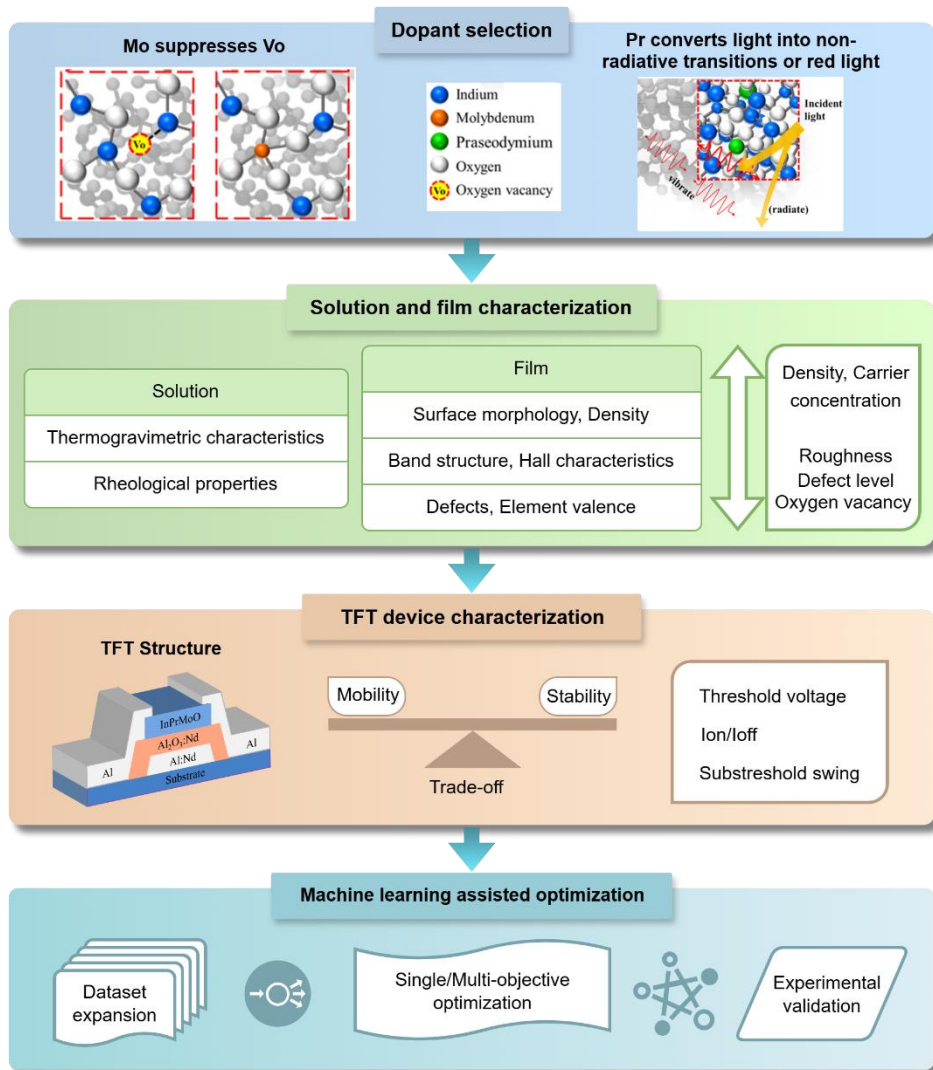 Dopant selection
Mo suppresses Vo
Vo
Indium
Molybdenum
Praseodymium
Oxygen
Vo
Oxygen vacancy
Pr converts light into non-
radiative transitions or red light
Incident
light
vibrate
(radiate)
Solution and film characterization
Solution
Thermogravimetric characteristics
Rheological properties
Film
Surface morphology, Density
Band structure, Hall characteristics
Defects, Element valence
Density, Carrier
concentration
Roughness
Defect level
Oxygen vacancy
TFT device characterization
TFT Structure
InPrMoO
Al₂O₃:Nd
Al
Al:Nd
Al
Substrate
Mobility
Stability
Trade-off
Threshold voltage
Ion/Ioff
Substreshold swing
Machine learning assisted optimization
Dataset
expansion
Single/Multi-objective
optimization
Experimental
validation